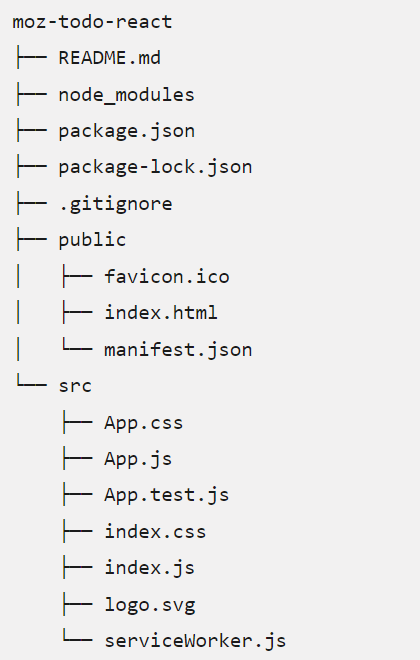 moz-todo-react
├── README.md
├── node_modules
├── package.json
├── package-lock.json
├── .gitignore
├── public
│   ├── favicon.ico
│   ├── index.html
│   └── manifest.json
└── src
    ├── App.css
    ├── App.js
    ├── App.test.js
    ├── index.css
    ├── index.js
    ├── logo.svg
    └── serviceWorker.js